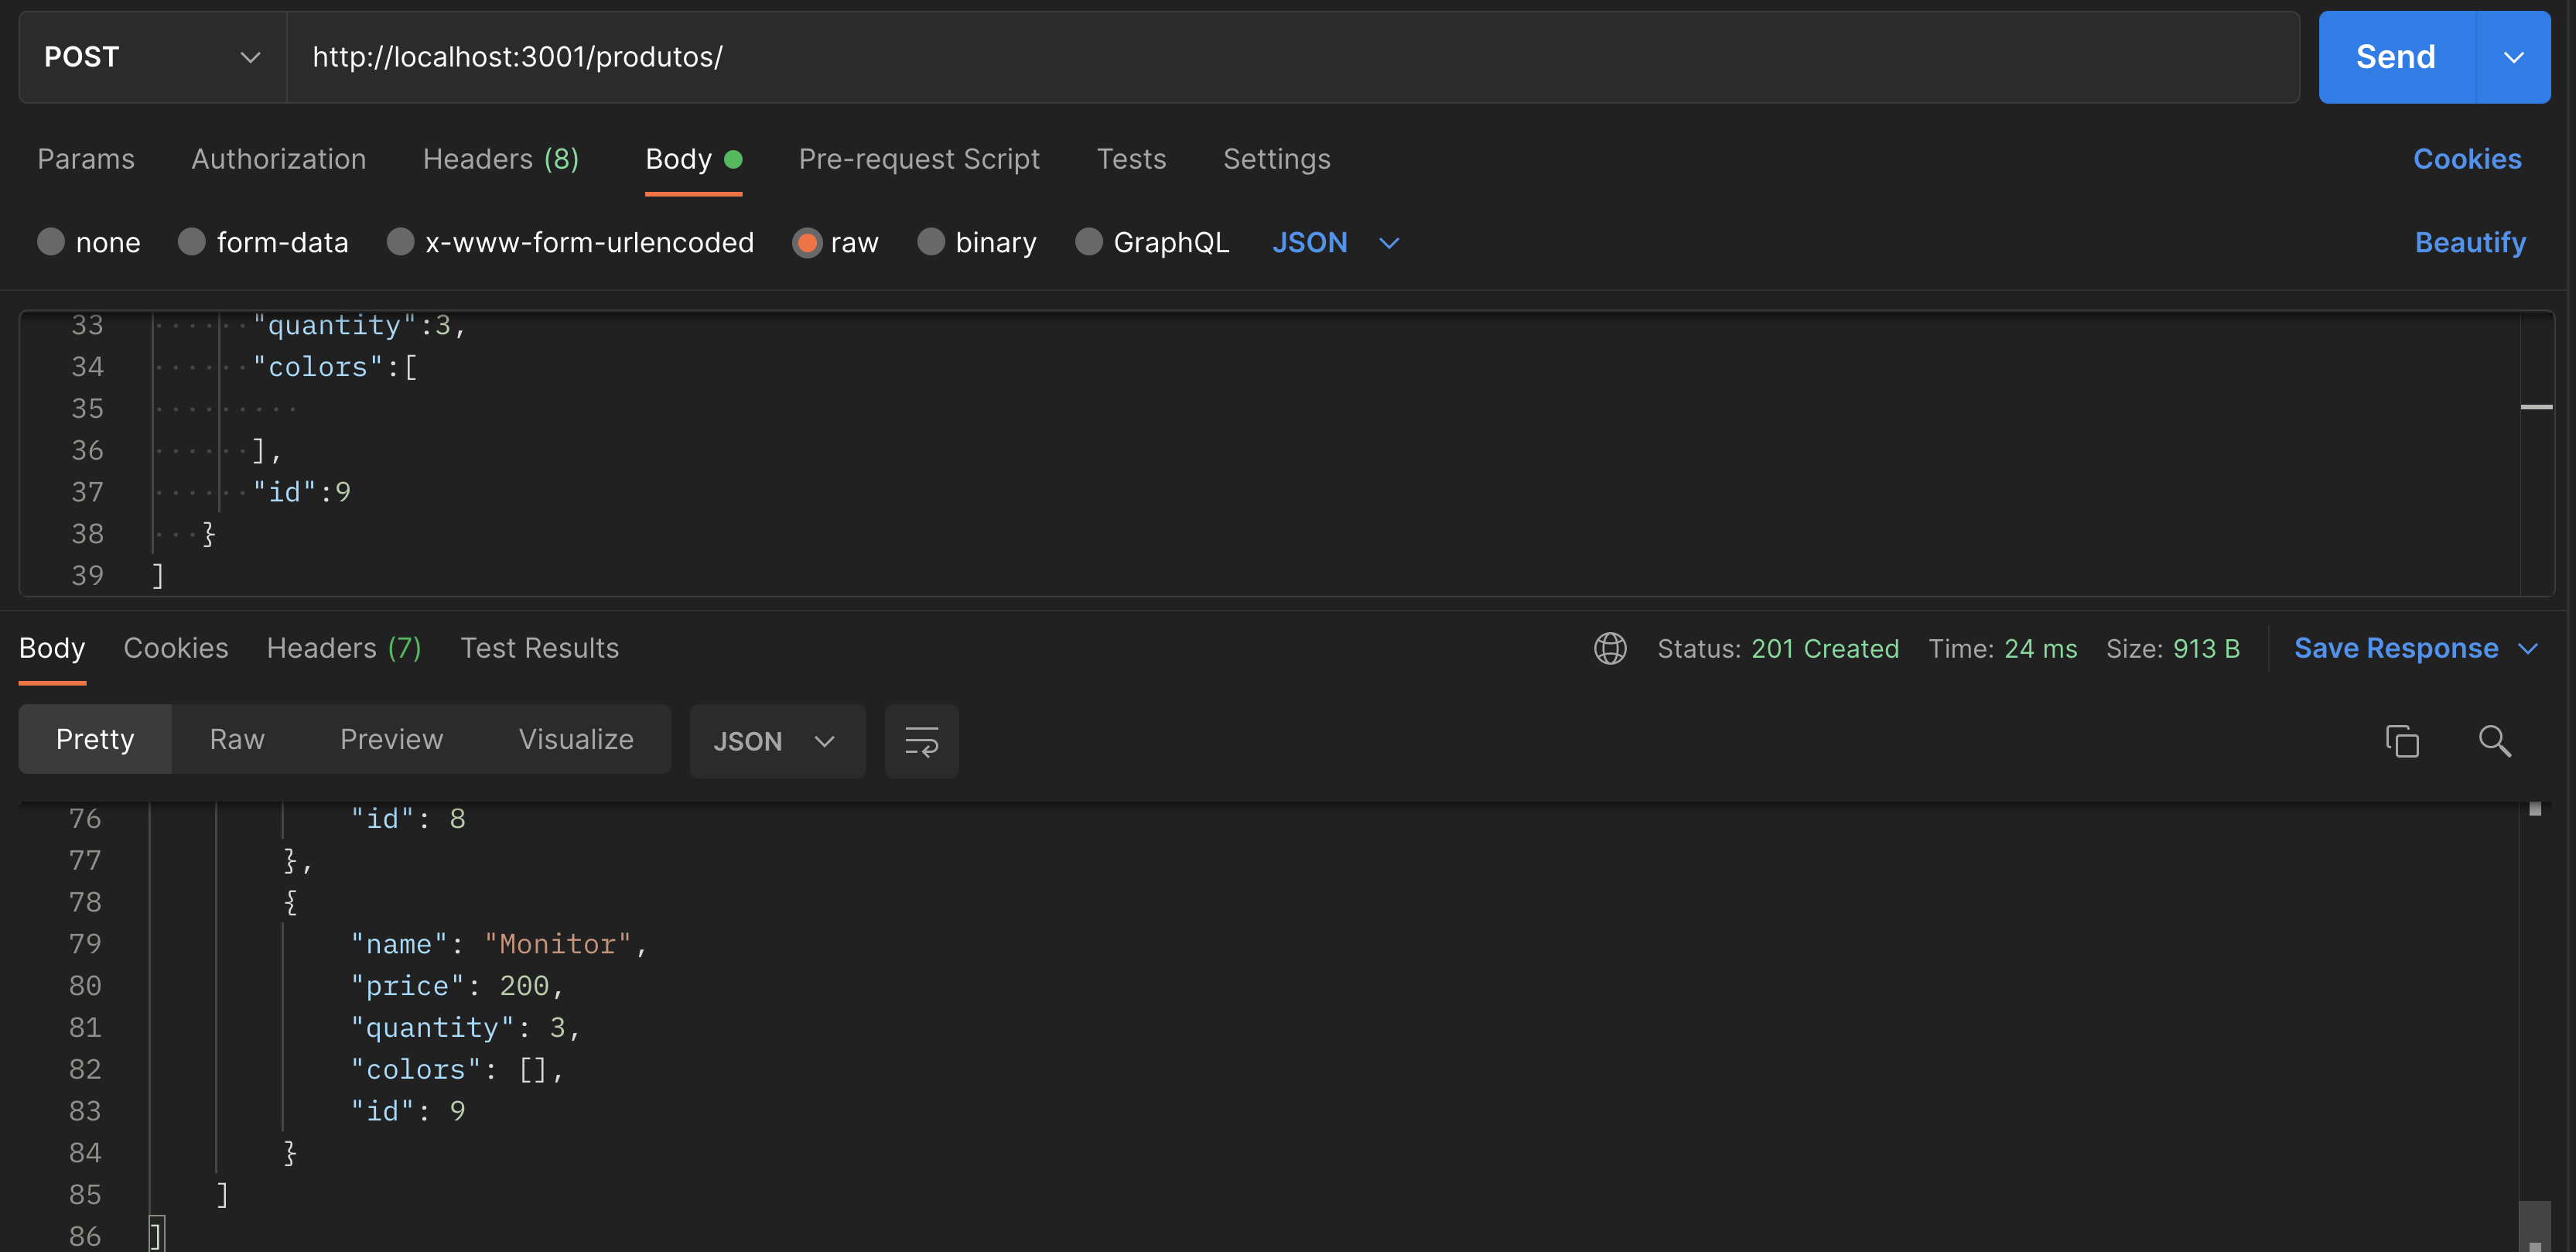 POST http://localhost:3001/produtos/ Send
Params Authorization Headers (8) Body Pre-request Script Tests Settings Cookies
none form-data x-www-form-urlencoded raw binary GraphQL JSON Beautify
33 "quantity":3,
34 "colors":[
35
36 ],
37 "id":9
38 }
39 ]
Body Cookies Headers (7) Test Results Status: 201 Created Time: 24 ms Size: 913 B Save Response
Pretty Raw Preview Visualize JSON
76 "id": 8
77 },
78 {
79 "name": "Monitor",
80 "price": 200,
81 "quantity": 3,
82 "colors": [],
83 "id": 9
84 }
85 ]
86 ]